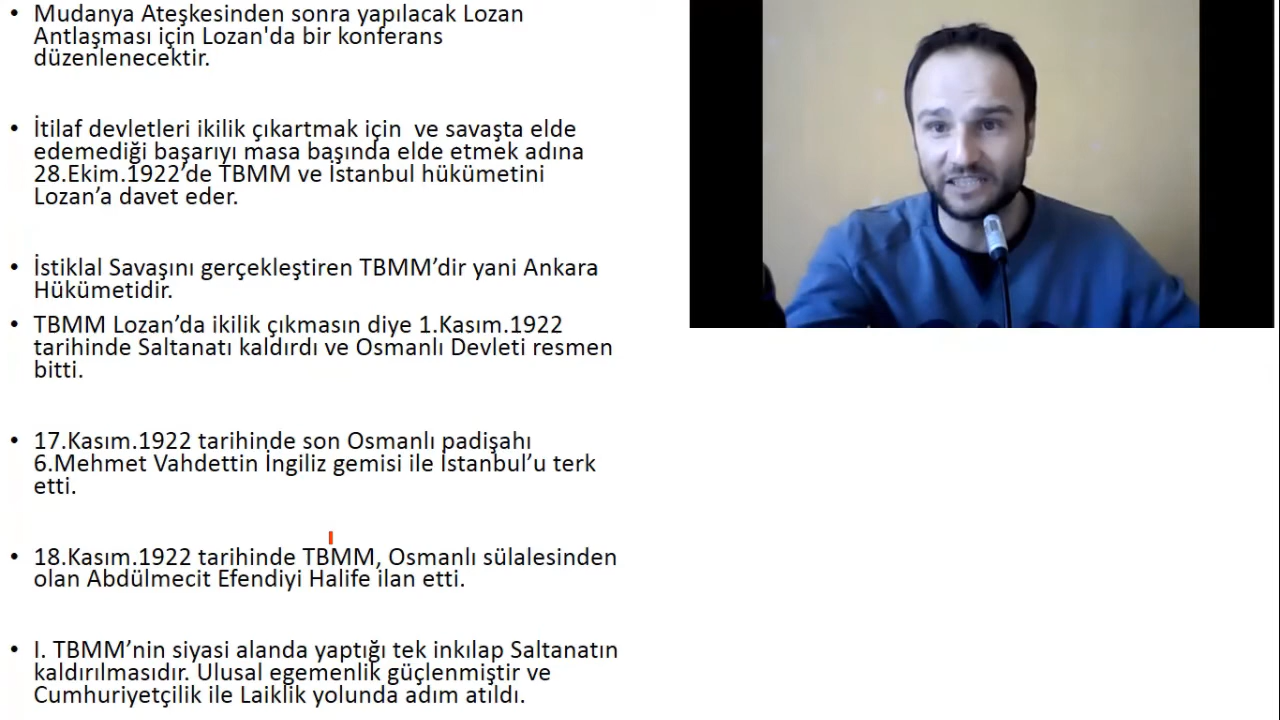 • Mudanya Ateşkesinden sonra yapılacak Lozan
Antlaşması için Lozan'da bir konferans
düzenlenecektir.
• İtilaf devletleri ikilik çıkartmak için ve savaşta elde
edemediği başarıyı masa başında elde etmek adına
28.Ekim.1922’de TBMM ve İstanbul hükümetini
Lozan’a davet eder.
• İstiklal Savaşını gerçekleştiren TBMM’dir yani Ankara
Hükümetidir.
• TBMM Lozan’da ikilik çıkmasın diye 1.Kasım.1922
tarihinde Saltanatı kaldırdı ve Osmanlı Devleti resmen
bitti.
• 17.Kasım.1922 tarihinde son Osmanlı padişahı
6.Mehmet Vahdettin İngiliz gemisi ile İstanbul’u terk
etti.
• 18.Kasım.1922 tarihinde TBMM, Osmanlı sülalesinden
olan Abdülmecit Efendiyi Halife ilan etti.
• I. TBMM’nin siyasi alanda yaptığı tek inkılap Saltanatın
kaldırılmasıdır. Ulusal egemenlik güçlenmiştir ve
Cumhuriyetçilik ile Laiklik yolunda adım atıldı.